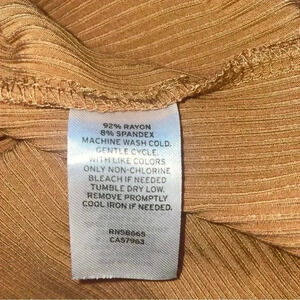 92% RAYON
8% SPANDEX
MACHINE WASH COLD.
GENTLE CYCLE.
WITH LIKE COLORS
ONLY NON-CHLORINE
BLEACH IF NEEDED
TUMBLE DRY LOW.
REMOVE PROMPTLY
COOL IRON IF NEEDED.
RN58665
CA57963